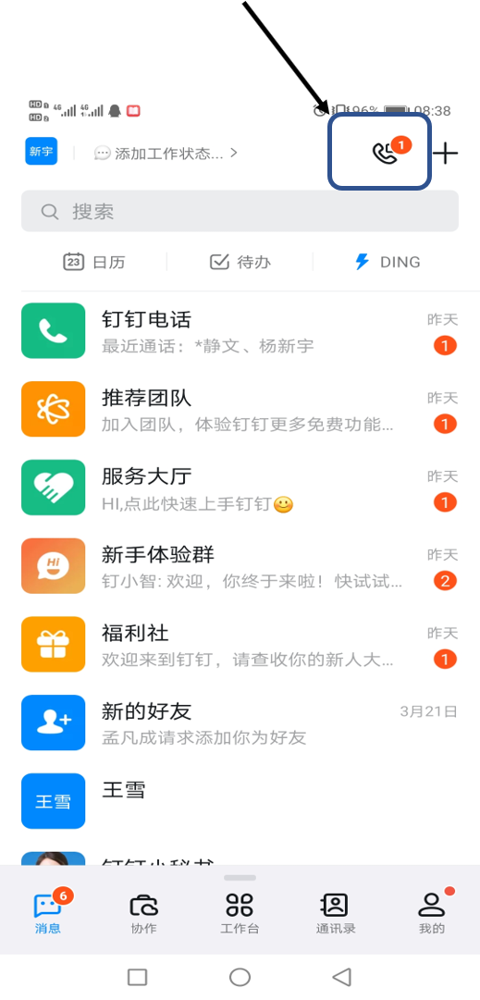 HD 4G 4G 96% 08:38
HD
新宇 添加工作状态... 1
搜索
23 日历 待办 DING
钉钉电话 昨天
最近通话：*静文、杨新宇 1
推荐团队 昨天
加入团队，体验钉钉更多免费功能... 1
服务大厅 昨天
HI,点此快速上手钉钉 1
新手体验群 昨天
Hi 钉小智: 欢迎，你终于来啦！快试试... 2
福利社 昨天
欢迎来到钉钉，请查收你的新人大... 1
新的好友 3月21日
孟凡成请求添加你为好友
王雪 王雪
钉钉小秘书
6
消息 协作 工作台 通讯录 我的